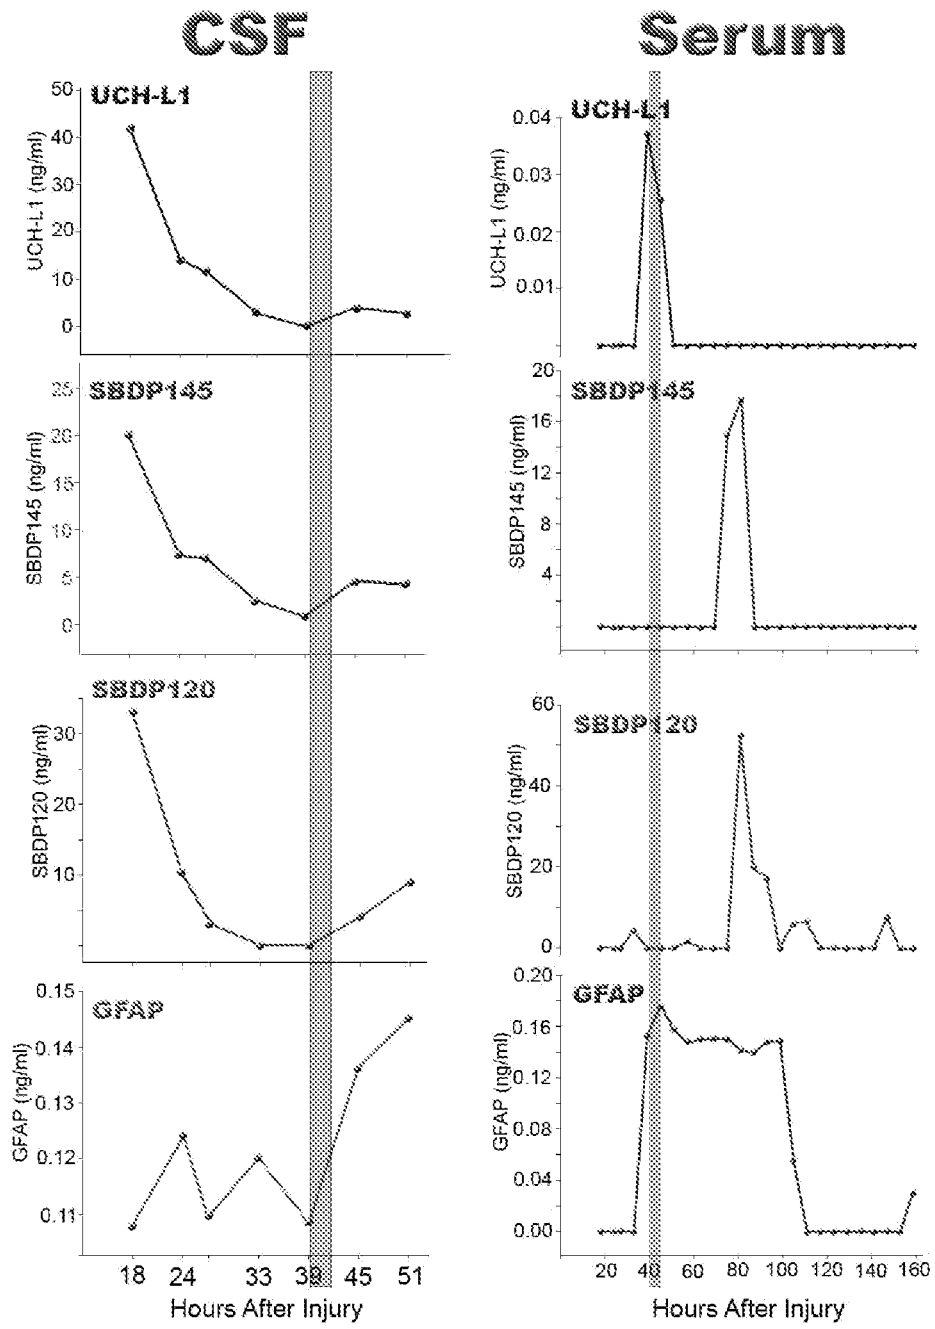 CSF
Serum
UCH-L1
UCH-L1 (ng/ml)
50
40
30
20
10
0
SBDP145
SBDP145 (ng/ml)
25
20
15
10
5
0
SBDP120
SBDP120 (ng/ml)
30
20
10
GFAP
GFAP (ng/ml)
0.15
0.14
0.13
0.12
0.11
18 24 33 39 45 51
Hours After Injury
UCH-L1
UCH-L1 (ng/ml)
0.04
0.03
0.02
0.01
SBDP145
SBDP145 (ng/ml)
20
16
12
8
4
SBDP120
SBDP120 (ng/ml)
60
40
20
0
GFAP
GFAP (ng/ml)
0.20
0.16
0.12
0.08
0.04
0.00
20 40 60 80 100 120 140 160
Hours After Injury